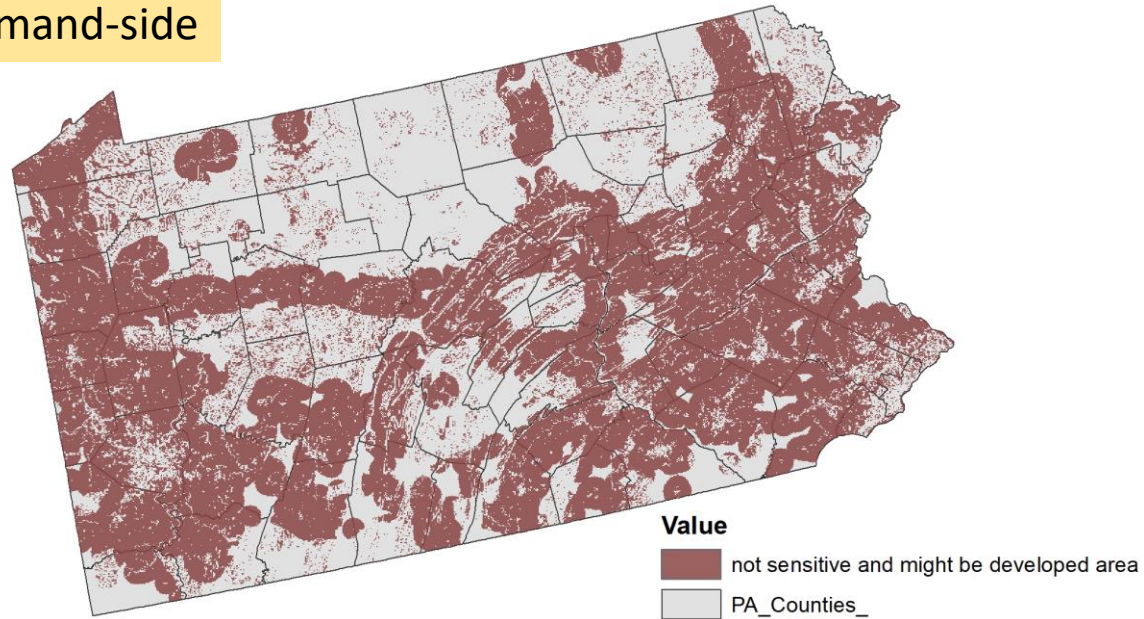 mand-side
Value
not sensitive and might be developed area
PA_Counties_